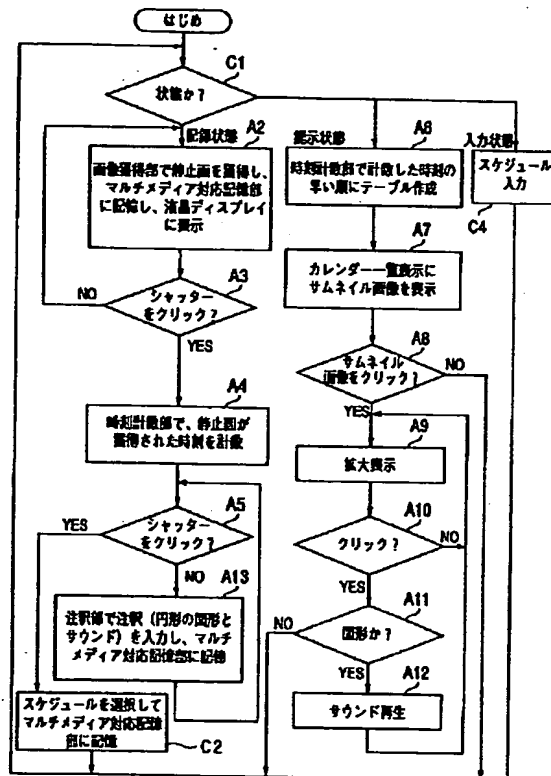 はじめ
C1
状態か?
記録状態
A2
画像獲得部で静止画を獲得し、
マルチメディア対応記憶部
に記憶し、液晶ディスプレイ
に表示
A3
シャッター
をクリック?
NO
YES
A4
時刻計数部で、静止画が
獲得された時刻を計数
A5
シャッター
をクリック?
YES
NO
A13
注釈部で注釈(円形の図形と
サウンド)を入力し、マルチ
メディア対応記憶部に記憶
スケジュールを選択して
マルチメディア対応記憶
部に記憶
C2
提示状態
A6
時刻計数部で計数した時刻の
早い順にテーブル作成
A7
カレンダー一覧表示に
サムネイル画像を表示
A8
サムネイル
画像をクリック?
NO
YES
A9
拡大表示
A10
クリック?
NO
YES
A11
図形か?
NO
YES
A12
サウンド再生
入力状態
スケジュール
入力
C4